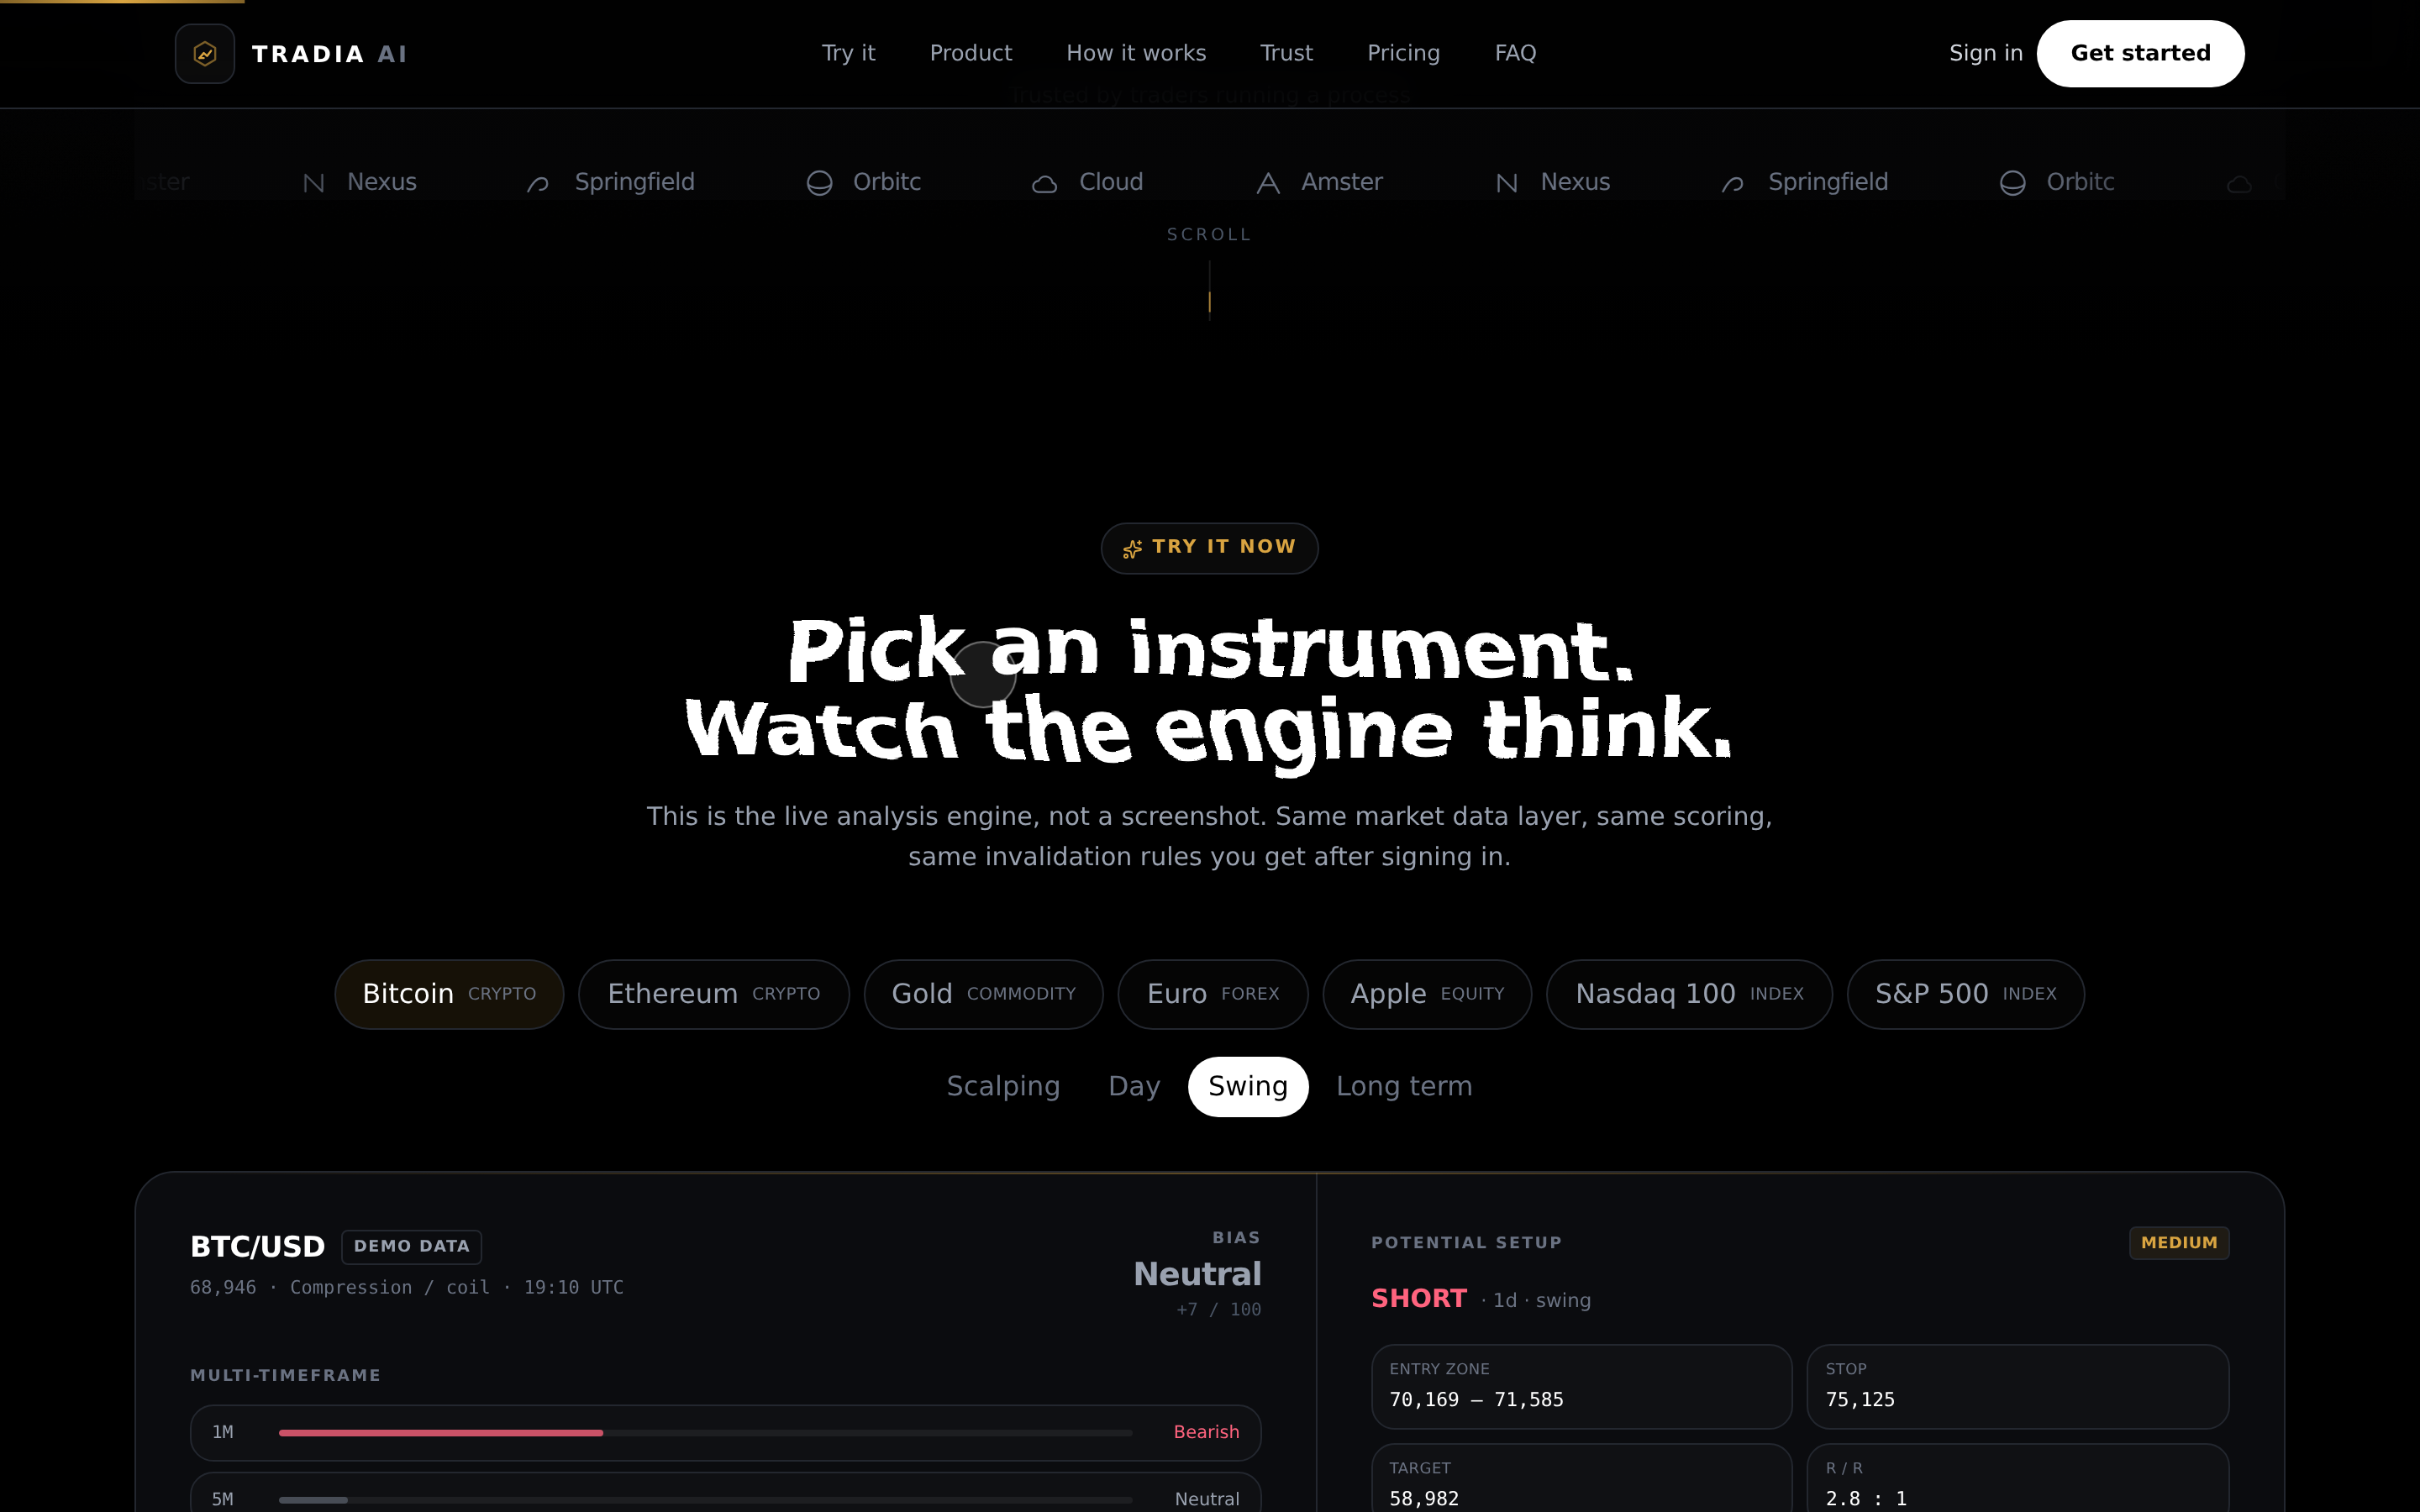 TRADIA AI
Try it
Product
How it works
Trust
Pricing
FAQ
Sign in
Get started
Trusted by traders running a process
ster
Nexus
Springfield
Orbitc
Cloud
Amster
Nexus
Springfield
Orbitc
SCROLL
TRY IT NOW
Pick an instrument.
Watch the engine think.
This is the live analysis engine, not a screenshot. Same market data layer, same scoring,
same invalidation rules you get after signing in.
Bitcoin CRYPTO
Ethereum CRYPTO
Gold COMMODITY
Euro FOREX
Apple EQUITY
Nasdaq 100 INDEX
S&P 500 INDEX
Scalping
Day
Swing
Long term
BTC/USD
DEMO DATA
68,946 · Compression / coil · 19:10 UTC
BIAS
Neutral
+7 / 100
MULTI-TIMEFRAME
1M
Bearish
5M
Neutral
POTENTIAL SETUP
MEDIUM
SHORT · 1d · swing
ENTRY ZONE
70,169 – 71,585
STOP
75,125
TARGET
58,982
R / R
2.8 : 1